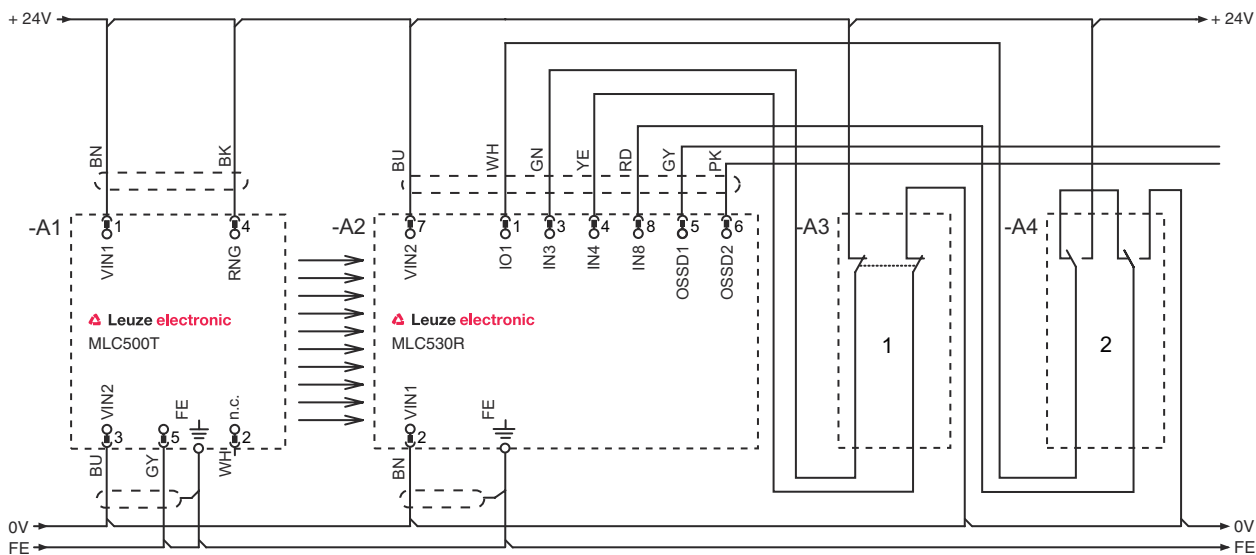 + 24V
+ 24V
BN
BK
BU
WH
GN
YE
RD
GY
PK
-A1
1
4
-A2
7
1
3
4
8
5
6
-A3
-A4
VIN1
RNG
VIN2
IO1
IN3
IN4
IN8
OSSD1
OSSD2
Leuze electronic
MLC500T
Leuze electronic
MLC530R
1
2
VIN2
FE
n.c.
VIN1
FE
3
5
2
2
BU
GY
WH
BN
0V
0V
FE
FE